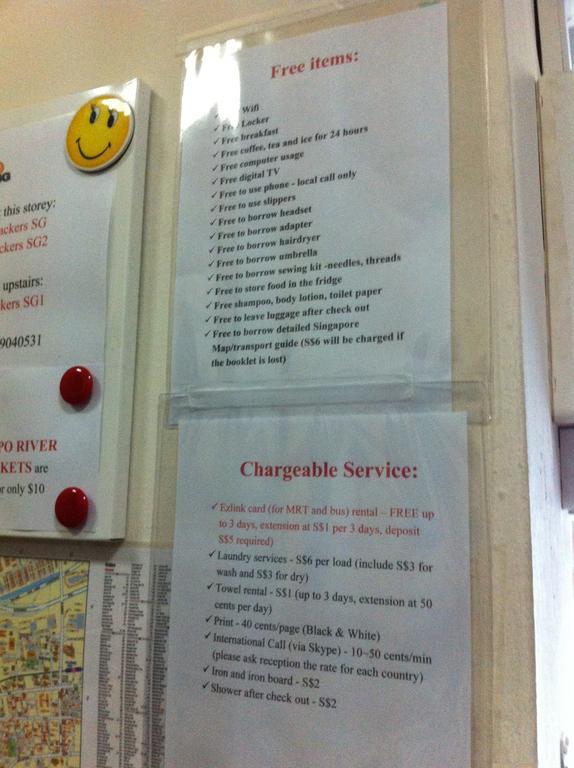 this storey:
ackers SG
ckers SG2
upstairs:
kers SG1
9040531
PO RIVER
KETS are
r only $10
Free items:
✓ Wifi
✓ Free Locker
✓ Free breakfast
✓ Free coffee, tea and ice for 24 hours
✓ Free computer usage
✓ Free digital TV
✓ Free to use phone - local call only
✓ Free to use slippers
✓ Free to borrow headset
✓ Free to borrow adapter
✓ Free to borrow hairdryer
✓ Free to borrow umbrella
✓ Free to borrow sewing kit -needles, threads
✓ Free to store food in the fridge
✓ Free shampoo, body lotion, toilet paper
✓ Free to leave luggage after check out
✓ Free to borrow detailed Singapore
Map/transport guide (S$6 will be charged if
the booklet is lost)
Chargeable Service:
✓ Ezlink card (for MRT and bus) rental – FREE up
to 3 days, extension at S$1 per 3 days, deposit
S$5 required)
✓ Laundry services - S$6 per load (include S$3 for
wash and S$3 for dry)
✓ Towel rental - S$1 (up to 3 days, extension at 50
cents per day)
✓ Print - 40 cents/page (Black & White)
✓ International Call (via Skype) - 10–50 cents/min
(please ask reception the rate for each country)
✓ Iron and iron board - S$2
✓ Shower after check out - S$2